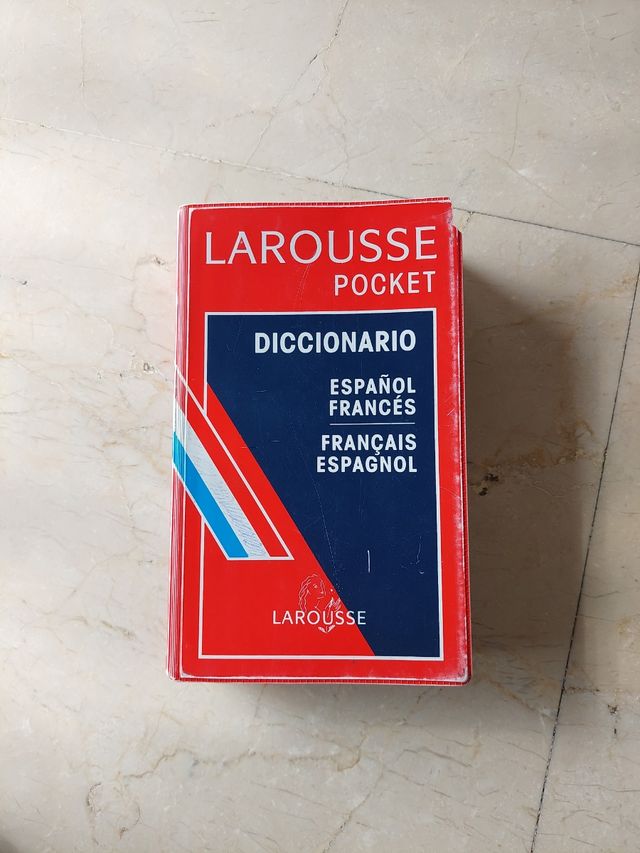 LAROUSSE
POCKET
DICCIONARIO
ESPAÑOL
FRANCÉS
FRANÇAIS
ESPAGNOL
LAROUSSE